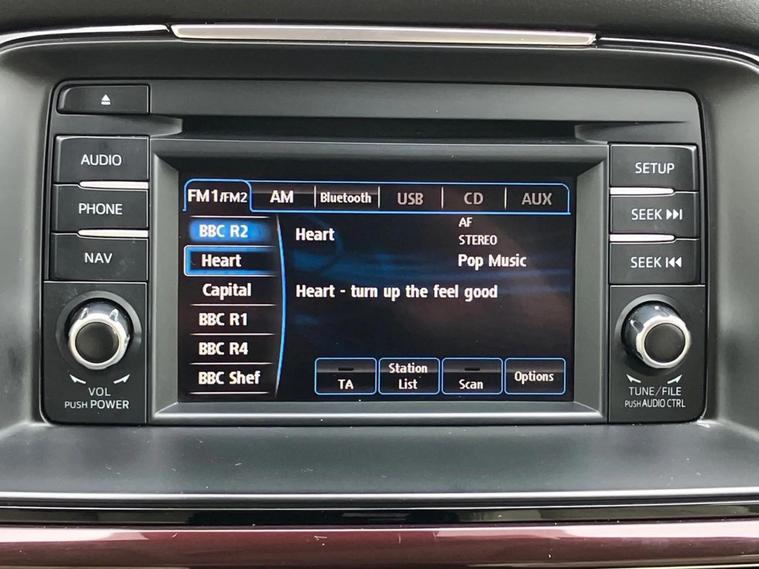 AUDIO
PHONE
NAV
VOL
PUSH POWER
FM1/FM2 AM Bluetooth USB CD AUX
BBC R2
Heart
Capital
BBC R1
BBC R4
BBC Shef
Heart
AF
STEREO
Pop Music
Heart - turn up the feel good
TA
Station
List
Scan
Options
SETUP
SEEK
SEEK
TUNE/FILE
PUSH AUDIO CTRL